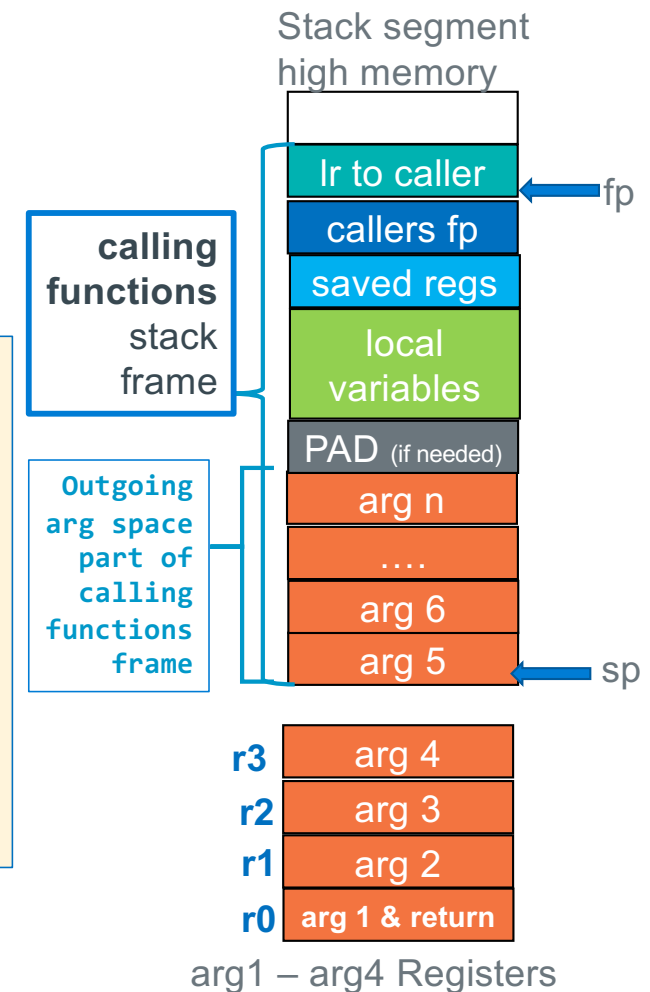 Stack segment
high memory
lr to caller
fp
callers fp
calling
functions
stack
frame
saved regs
local
variables
PAD (if needed)
Outgoing
arg space
part of
calling
functions
frame
arg n
....
arg 6
arg 5
sp
r3 arg 4
r2 arg 3
r1 arg 2
r0 arg 1 & return
arg1 – arg4 Registers